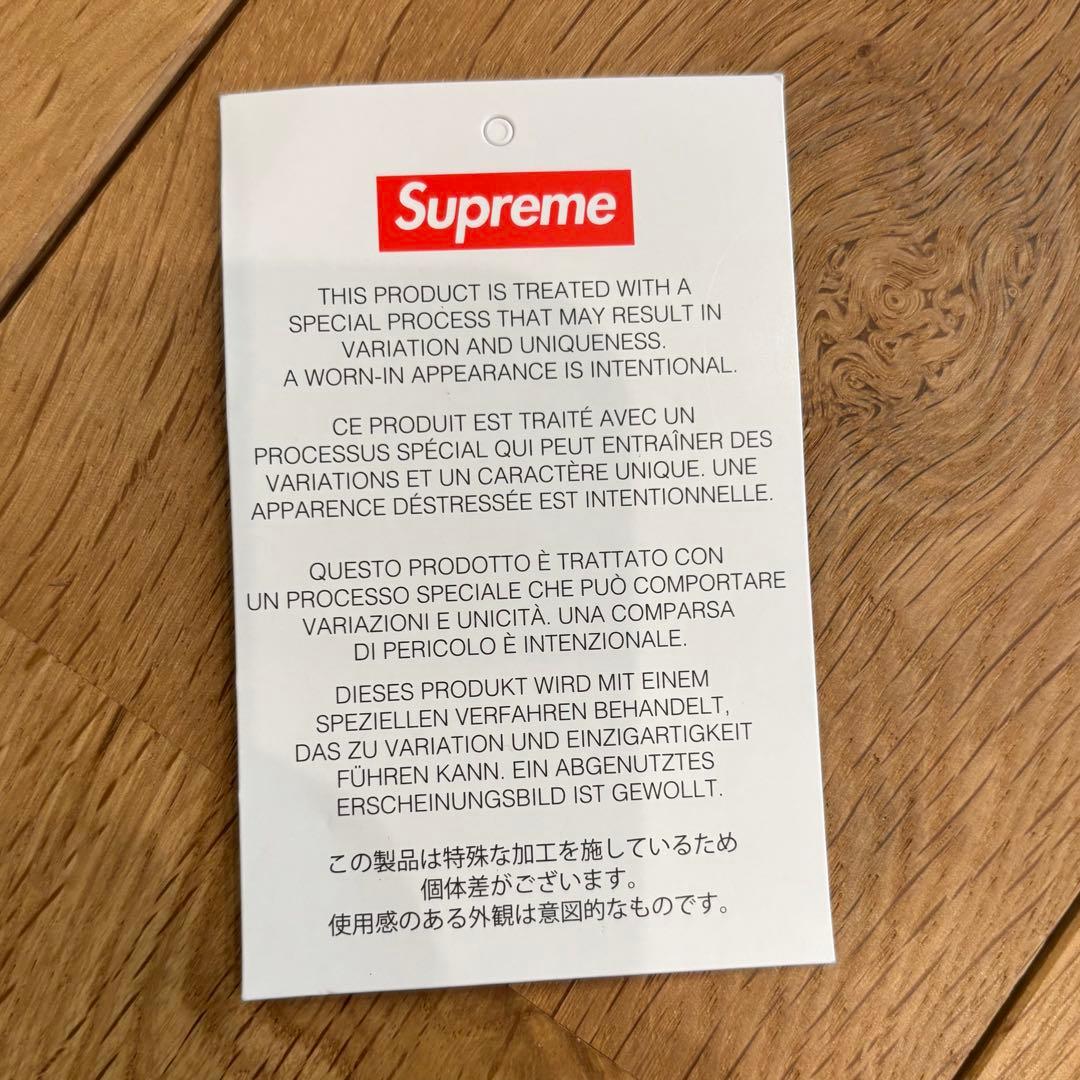 Supreme
THIS PRODUCT IS TREATED WITH A
SPECIAL PROCESS THAT MAY RESULT IN
VARIATION AND UNIQUENESS.
A WORN-IN APPEARANCE IS INTENTIONAL.
CE PRODUIT EST TRAITÉ AVEC UN
PROCESSUS SPÉCIAL QUI PEUT ENTRAÎNER DES
VARIATIONS ET UN CARACTÈRE UNIQUE. UNE
APPARENCE DÉSTRESSÉE EST INTENTIONNELLE.
QUESTO PRODOTTO È TRATTATO CON
UN PROCESSO SPECIALE CHE PUÒ COMPORTARE
VARIAZIONI E UNICITÀ. UNA COMPARSA
DI PERICOLO È INTENZIONALE.
DIESES PRODUKT WIRD MIT EINEM
SPEZIELLEN VERFAHREN BEHANDELT,
DAS ZU VARIATION UND EINZIGARTIGKEIT
FÜHREN KANN. EIN ABGENUTZTES
ERSCHEINUNGSBILD IST GEWOLLT.
この製品は特殊な加工を施しているため
個体差がございます。
使用感のある外観は意図的なものです。